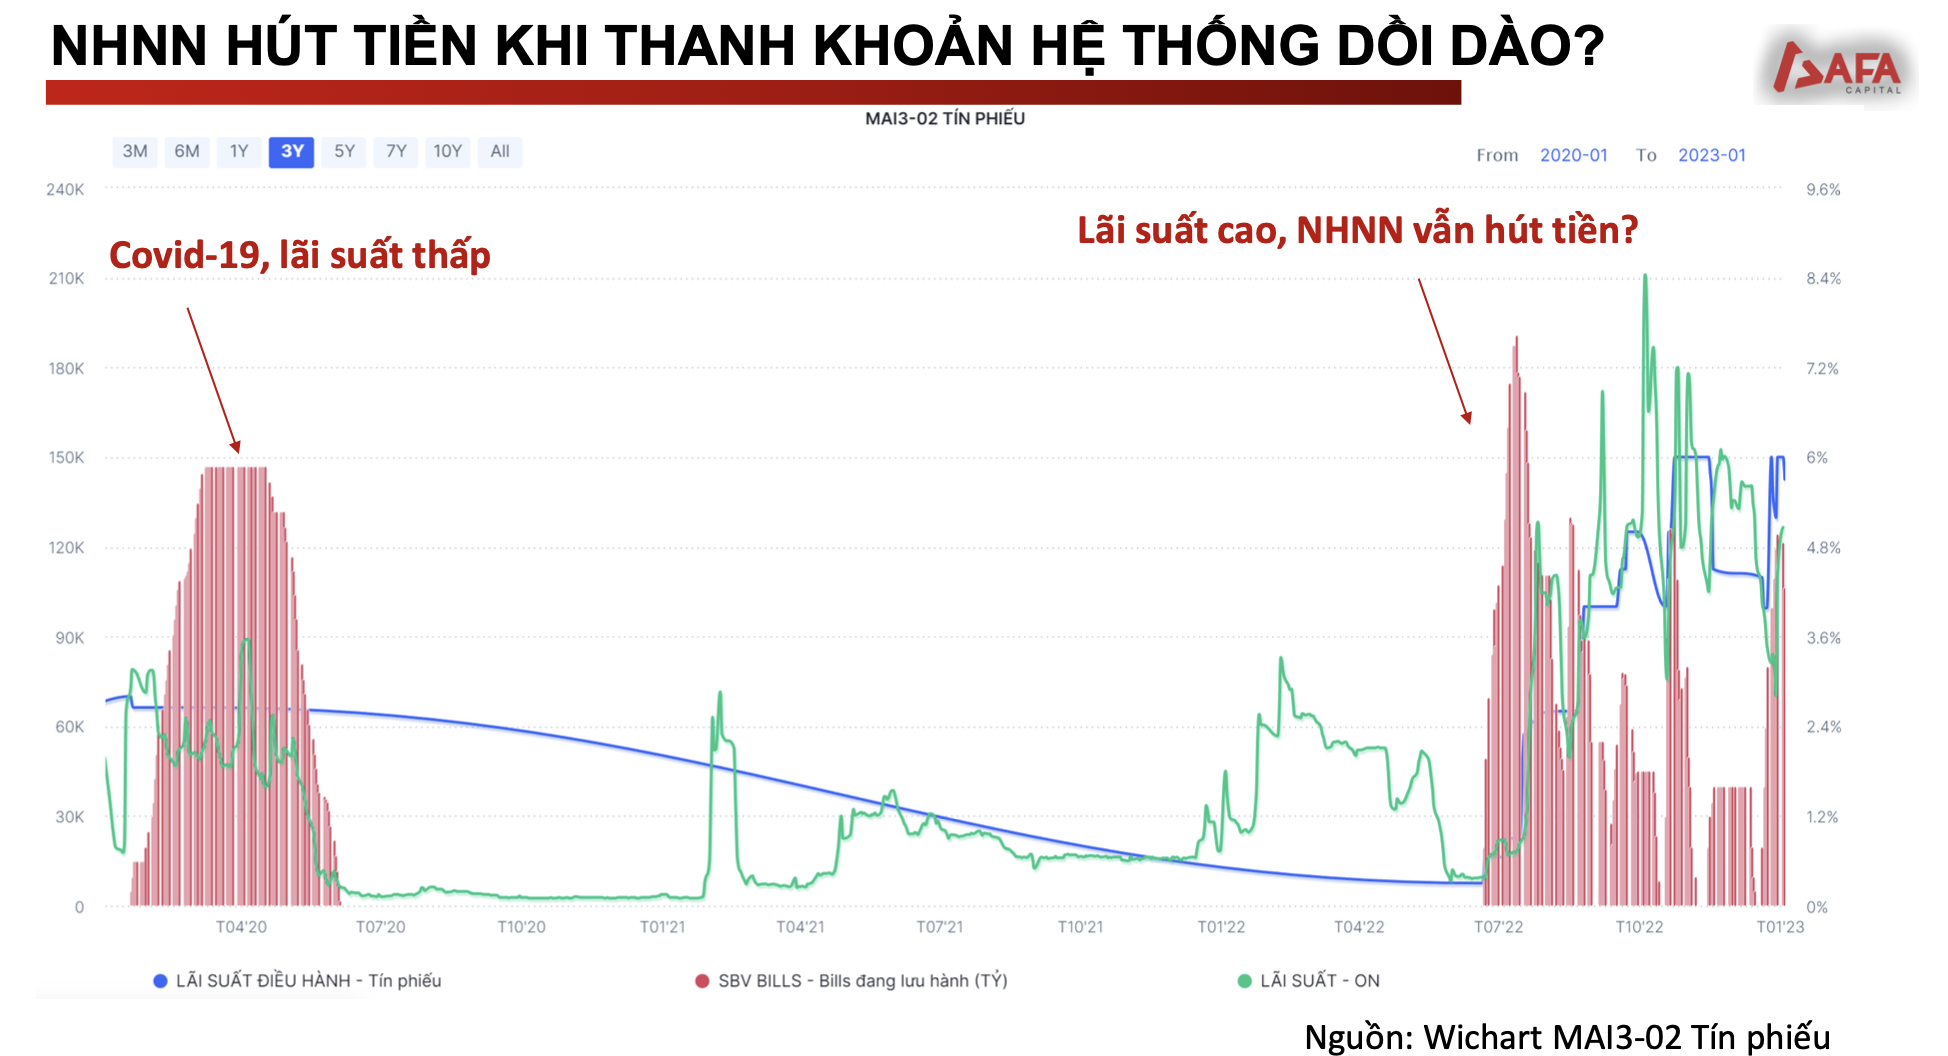 NHNN HÚT TIỀN KHI THANH KHOẢN HỆ THỐNG DỒI DÀO?
AFA
CAPITAL
MAI3-02 TÍN PHIẾU
3M 6M 1Y 3Y 5Y 7Y 10Y All
From 2020-01 To 2023-01
240K
210K
180K
150K
120K
90K
60K
30K
0
9.6%
8.4%
7.2%
6%
4.8%
3.6%
2.4%
1.2%
0%
Covid-19, lãi suất thấp
Lãi suất cao, NHNN vẫn hút tiền?
T04'20 T07'20 T10'20 T01'21 T04'21 T07'21 T10'21 T01'22 T04'22 T07'22 T10'22 T01'23
LÃI SUẤT ĐIỀU HÀNH - Tín phiếu
SBV BILLS - Bills đang lưu hành (TỶ)
LÃI SUẤT - ON
Nguồn: Wichart MAI3-02 Tín phiếu